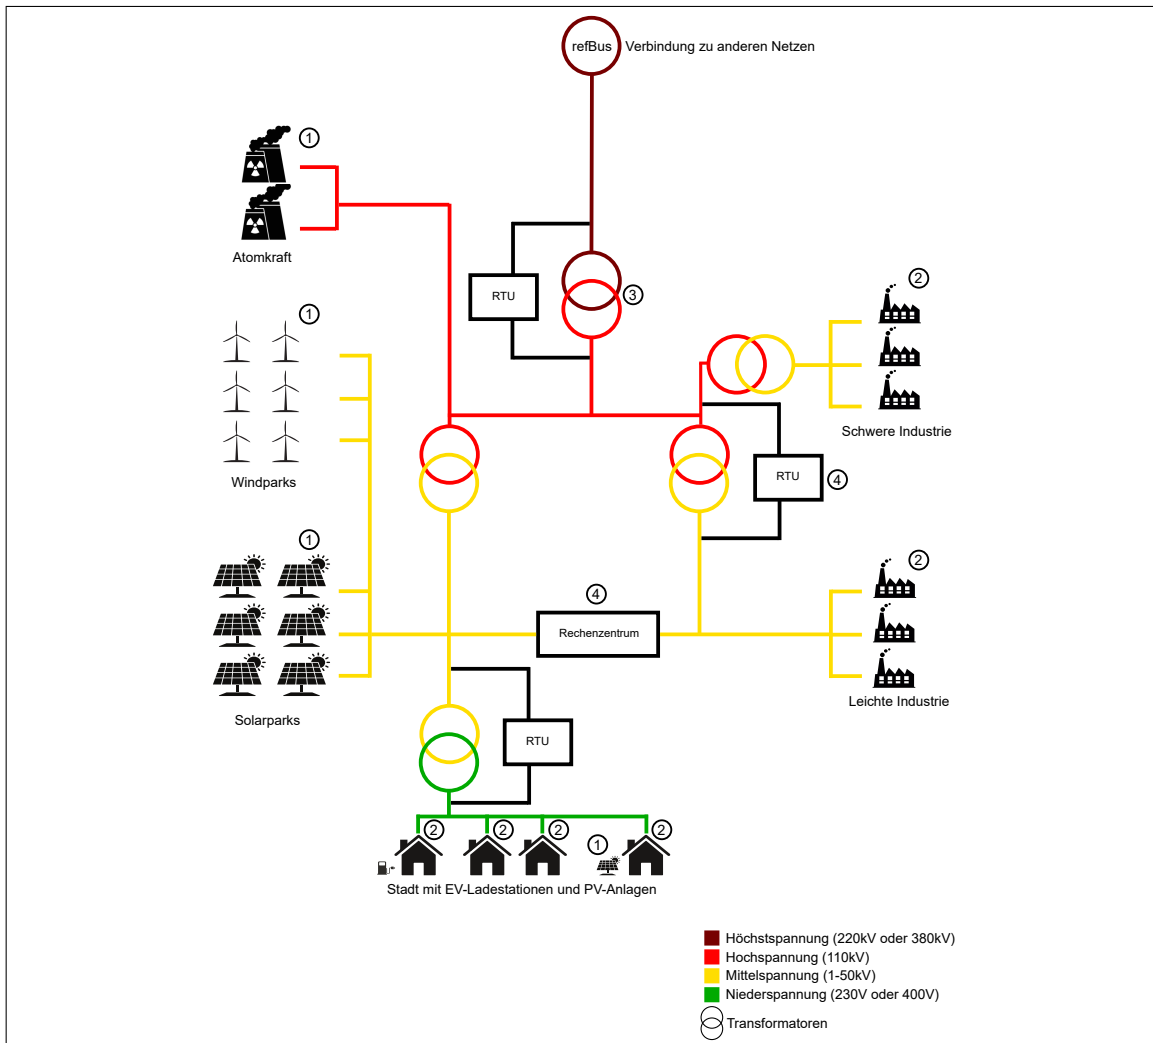 refBus Verbindung zu anderen Netzen
1
Atomkraft
RTU
3
2
Schwere Industrie
1
Windparks
RTU
4
1
Solarparks
4
Rechenzentrum
2
Leichte Industrie
RTU
2 2 2 1 2
Stadt mit EV-Ladestationen und PV-Anlagen
Höchstspannung (220kV oder 380kV)
Hochspannung (110kV)
Mittelspannung (1-50kV)
Niederspannung (230V oder 400V)
Transformatoren